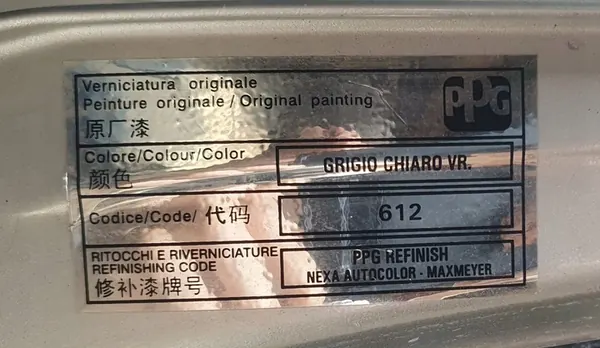 Verniciatura originale
Peinture originale / Original painting
原厂漆
PPG
Colore/Colour/Color
颜色
GRIGIO CHIARO VR.
Codice/Code/ 代码
612
RITOCCHI E RIVERNICIATURE
REFINISHING CODE
修补漆牌号
PPG REFINISH
NEXA AUTOCOLOR - MAXMEYER